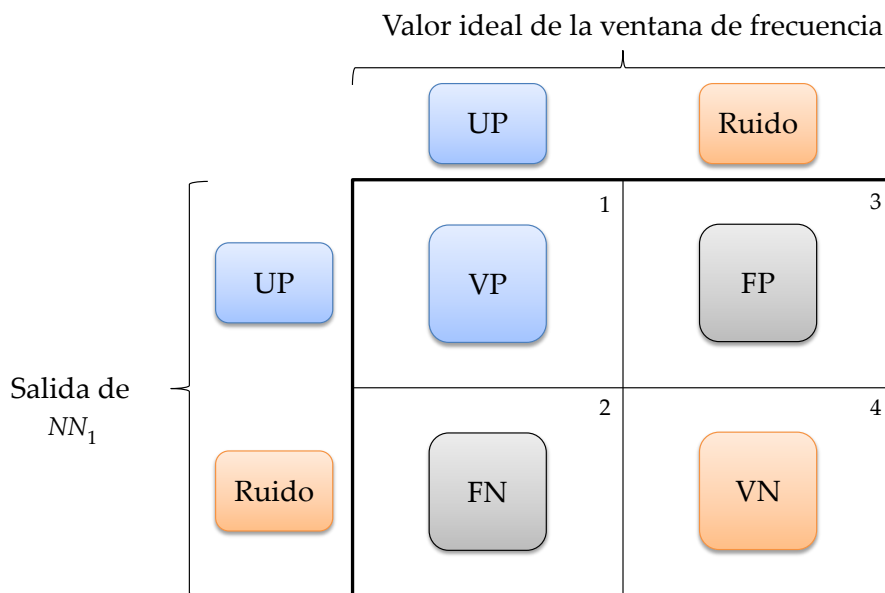 Valor ideal de la ventana de frecuencia
UP
Ruido
1
3
UP
VP
FP
Salida de
NN1
2
4
Ruido
FN
VN